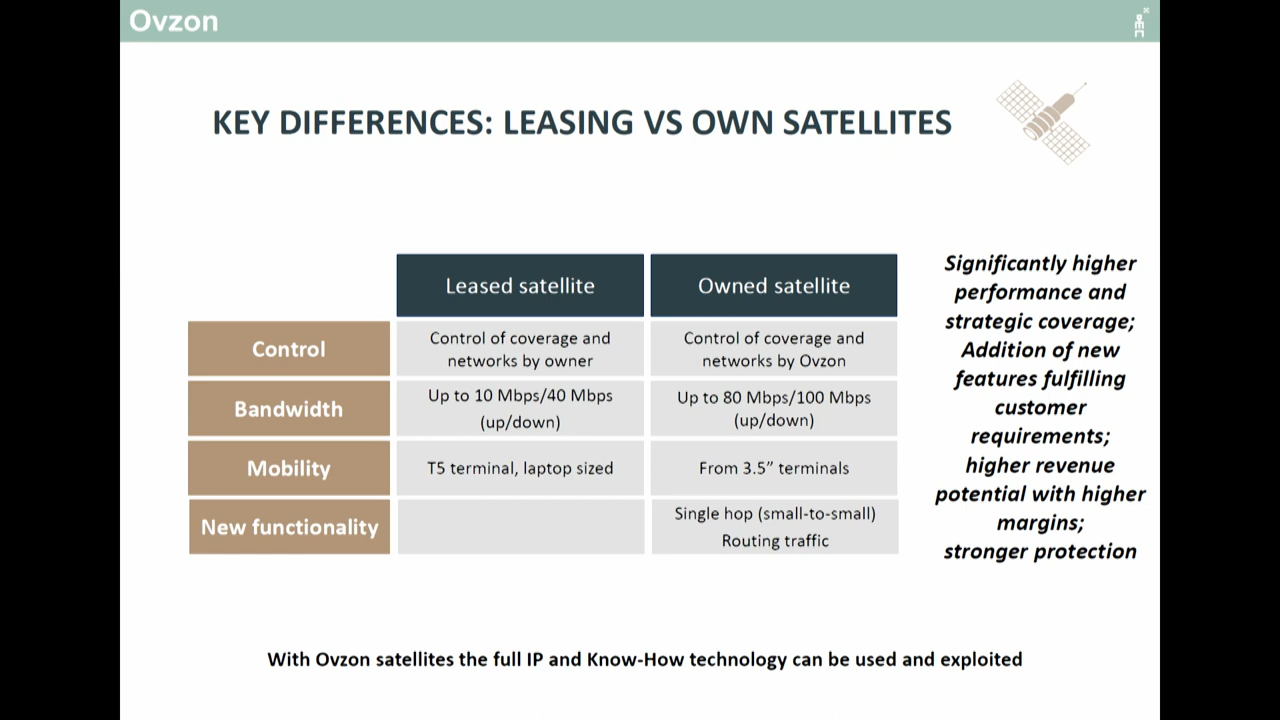 Ovzon
KEY DIFFERENCES: LEASING VS OWN SATELLITES
Leased satellite
Owned satellite
Control
Control of coverage and
networks by owner
Control of coverage and
networks by Ovzon
Bandwidth
Up to 10 Mbps/40 Mbps
(up/down)
Up to 80 Mbps/100 Mbps
(up/down)
Mobility
T5 terminal, laptop sized
From 3.5” terminals
New functionality
Single hop (small-to-small)
Routing traffic
Significantly higher
performance and
strategic coverage;
Addition of new
features fulfilling
customer
requirements;
higher revenue
potential with higher
margins;
stronger protection
With Ovzon satellites the full IP and Know-How technology can be used and exploited